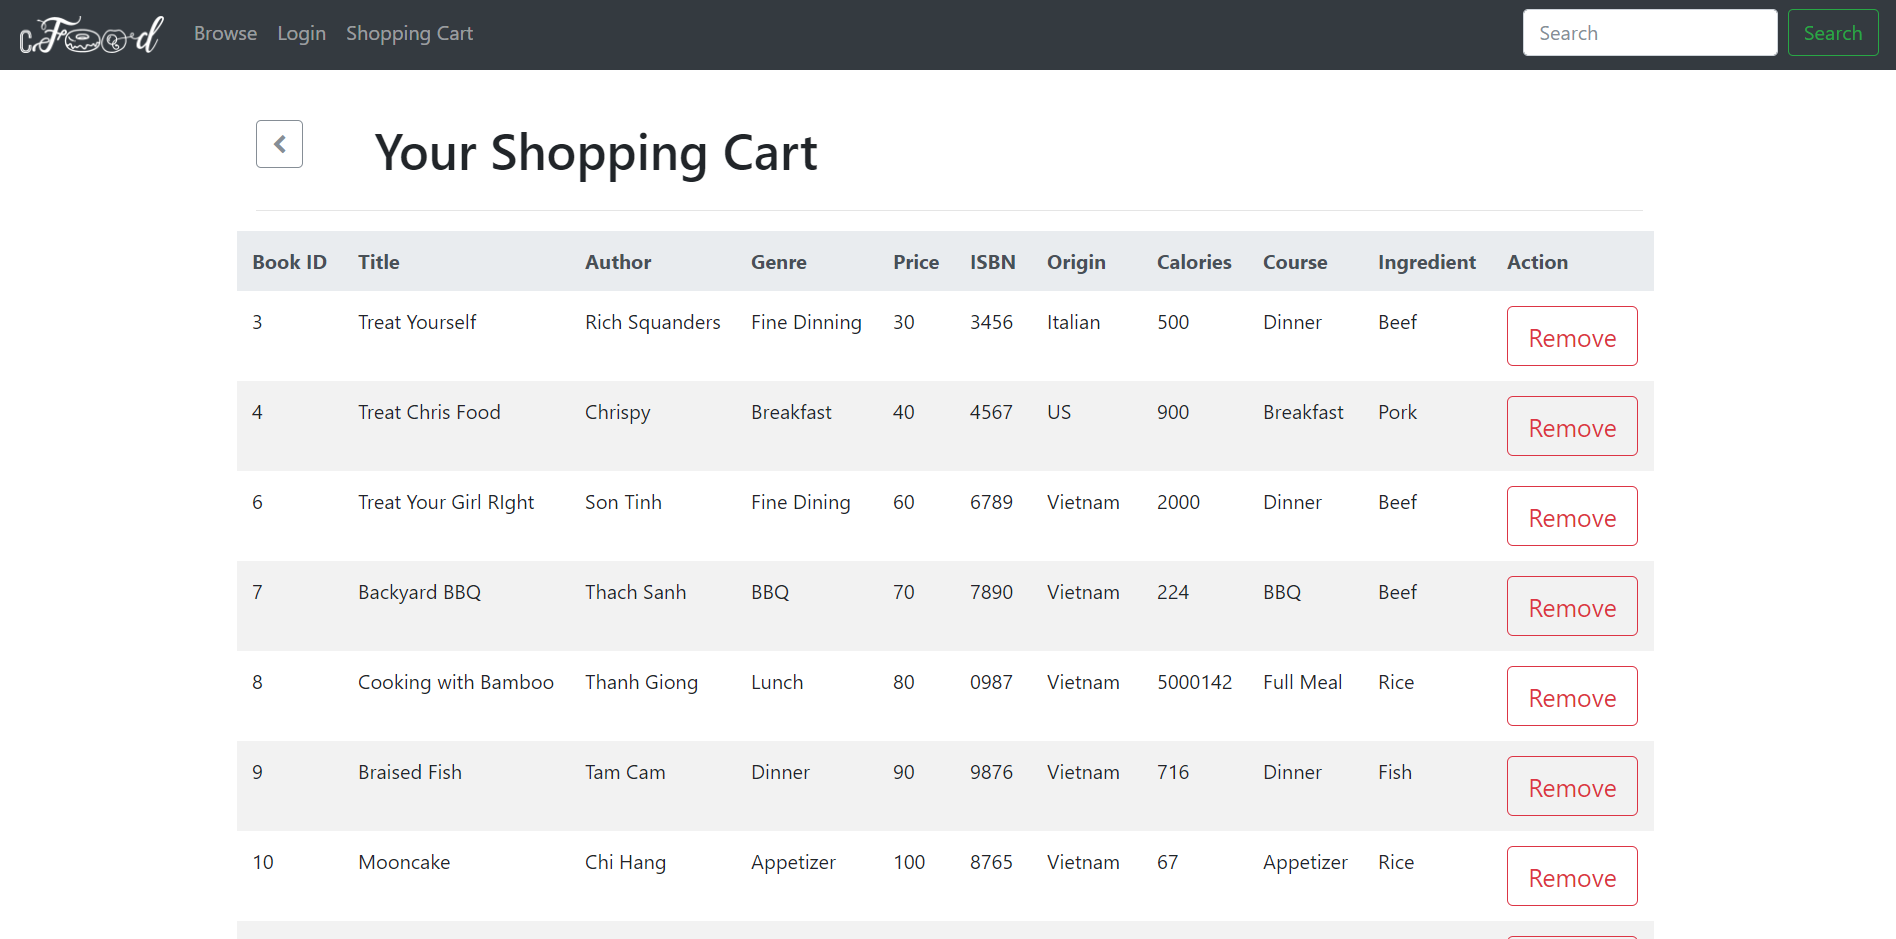 Browse Login Shopping Cart Search Search
Your Shopping Cart
Book ID Title Author Genre Price ISBN Origin Calories Course Ingredient Action
3 Treat Yourself Rich Squanders Fine Dinning 30 3456 Italian 500 Dinner Beef Remove
4 Treat Chris Food Chrispy Breakfast 40 4567 US 900 Breakfast Pork Remove
6 Treat Your Girl RIght Son Tinh Fine Dining 60 6789 Vietnam 2000 Dinner Beef Remove
7 Backyard BBQ Thach Sanh BBQ 70 7890 Vietnam 224 BBQ Beef Remove
8 Cooking with Bamboo Thanh Giong Lunch 80 0987 Vietnam 5000142 Full Meal Rice Remove
9 Braised Fish Tam Cam Dinner 90 9876 Vietnam 716 Dinner Fish Remove
10 Mooncake Chi Hang Appetizer 100 8765 Vietnam 67 Appetizer Rice Remove